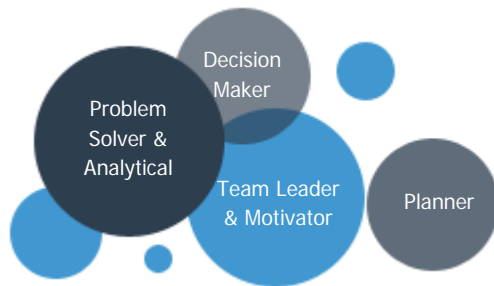 Decision
Maker
Problem
Solver &
Analytical
Team Leader
& Motivator
Planner